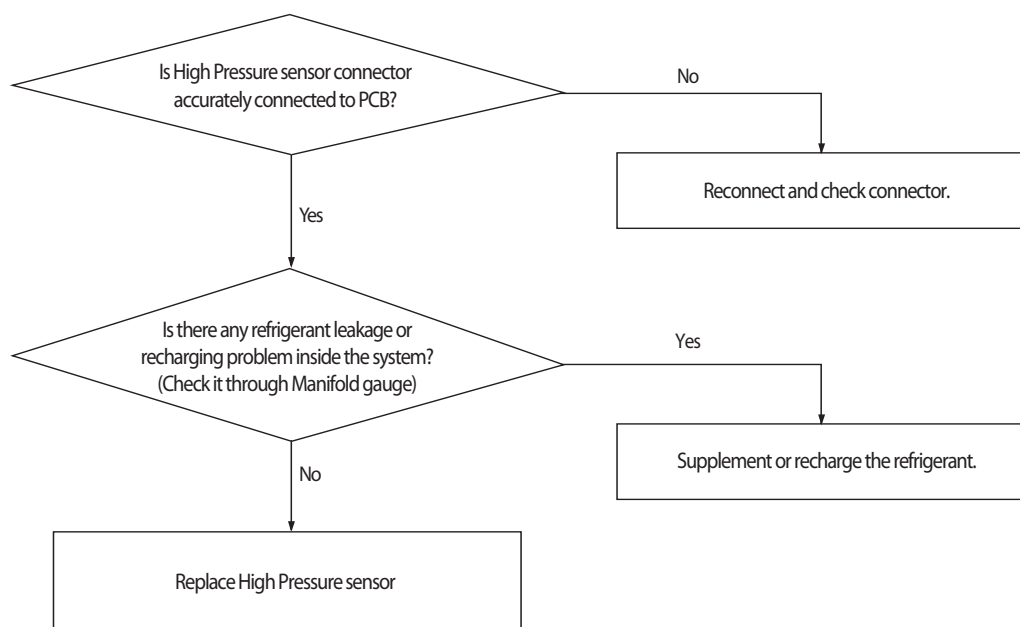 Is High Pressure sensor connector
accurately connected to PCB?
No
Reconnect and check connector.
Yes
Is there any refrigerant leakage or
recharging problem inside the system?
(Check it through Manifold gauge)
Yes
Supplement or recharge the refrigerant.
No
Replace High Pressure sensor